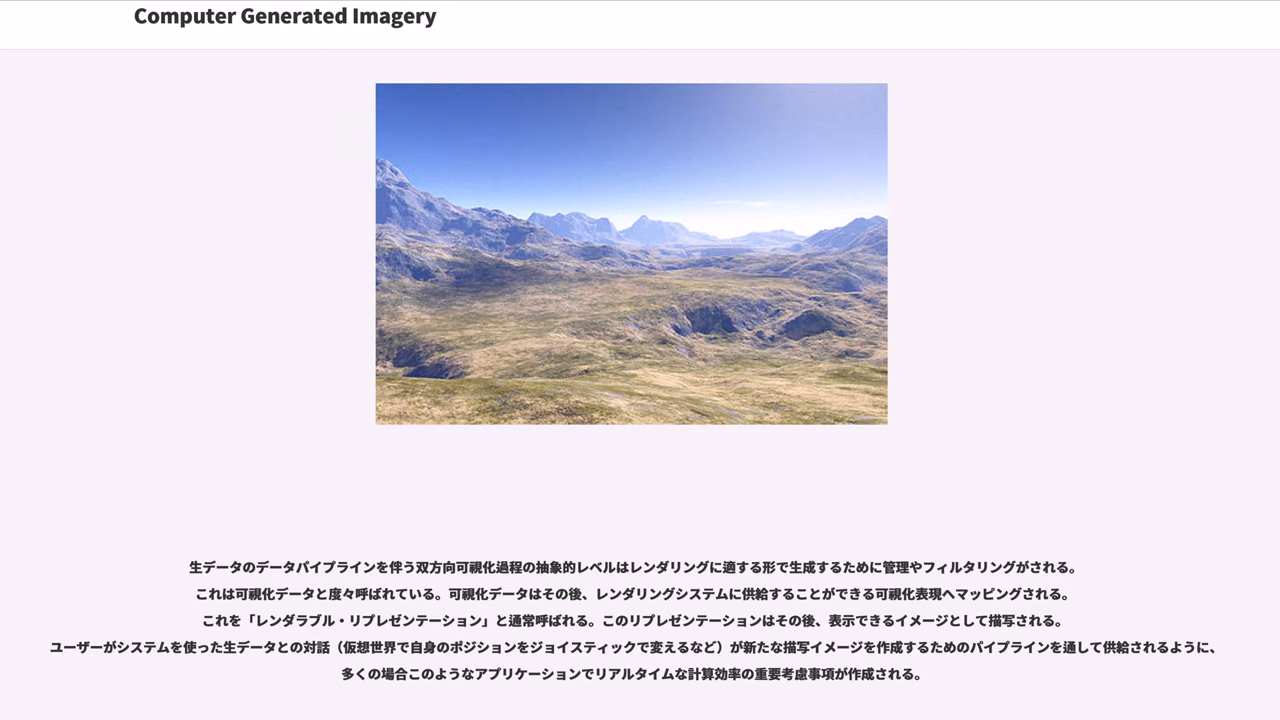 Computer Generated Imagery
生データのデータパイプラインを伴う双方向可視化過程の抽象的レベルはレンダリングに適する形で生成するために管理やフィルタリングがされる。
これは可視化データと度々呼ばれている。可視化データはその後、レンダリングシステムに供給することができる可視化表現へマッピングされる。
これを「レンダラブル・リプレゼンテーション」と通常呼ばれる。このリプレゼンテーションはその後、表示できるイメージとして描写される。
ユーザーがシステムを使った生データとの対話（仮想世界で自身のポジションをジョイスティックで変えるなど）が新たな描写イメージを作成するためのパイプラインを通して供給されるように、
多くの場合このようなアプリケーションでリアルタイムな計算効率の重要考慮事項が作成される。